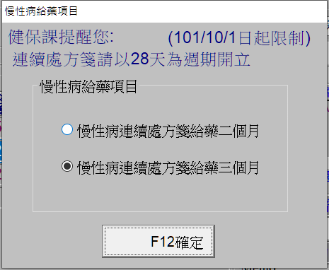 慢性病給藥項目
健保課提醒您: (101/10/1日起限制)
連續處方箋請以28天為週期開立
慢性病給藥項目
慢性病連續處方箋給藥二個月
慢性病連續處方箋給藥三個月
F12確定